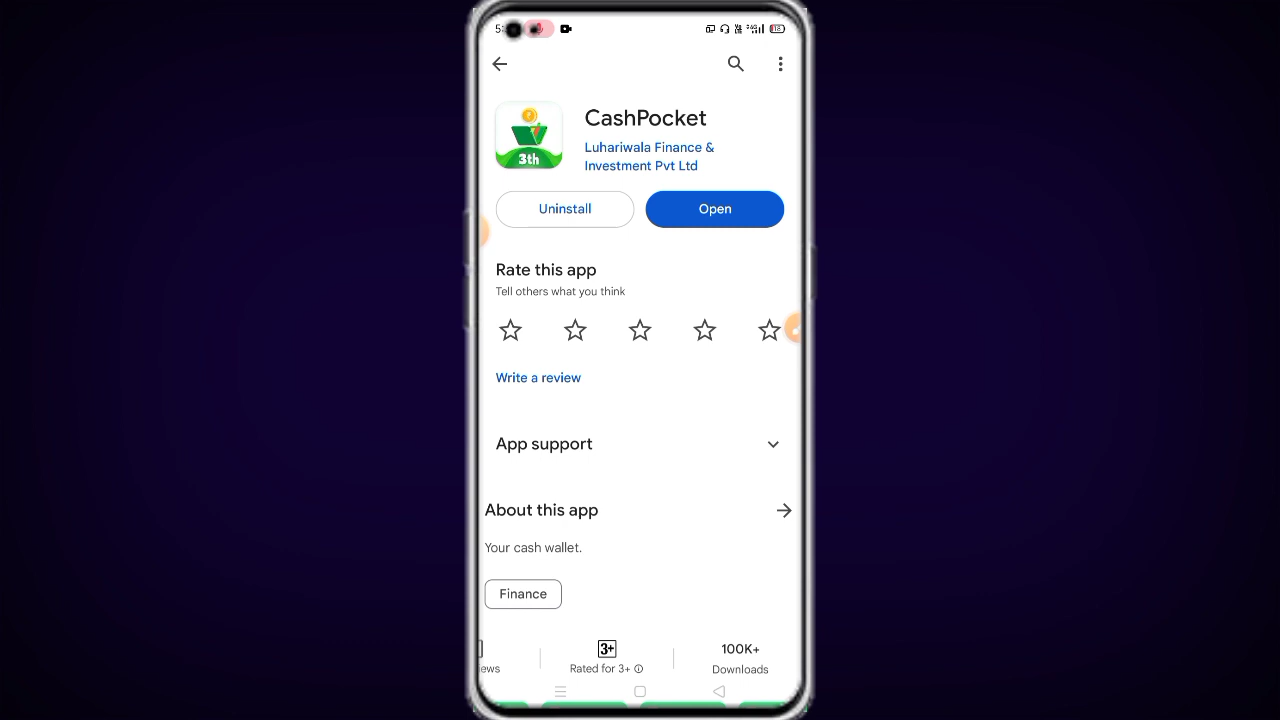 CashPocket
3th
Luhariwala Finance &
Investment Pvt Ltd
Uninstall
Open
Rate this app
Tell others what you think
Write a review
App support
About this app
Your cash wallet.
Finance
3+
100K+
iews
Rated for 3+
Downloads